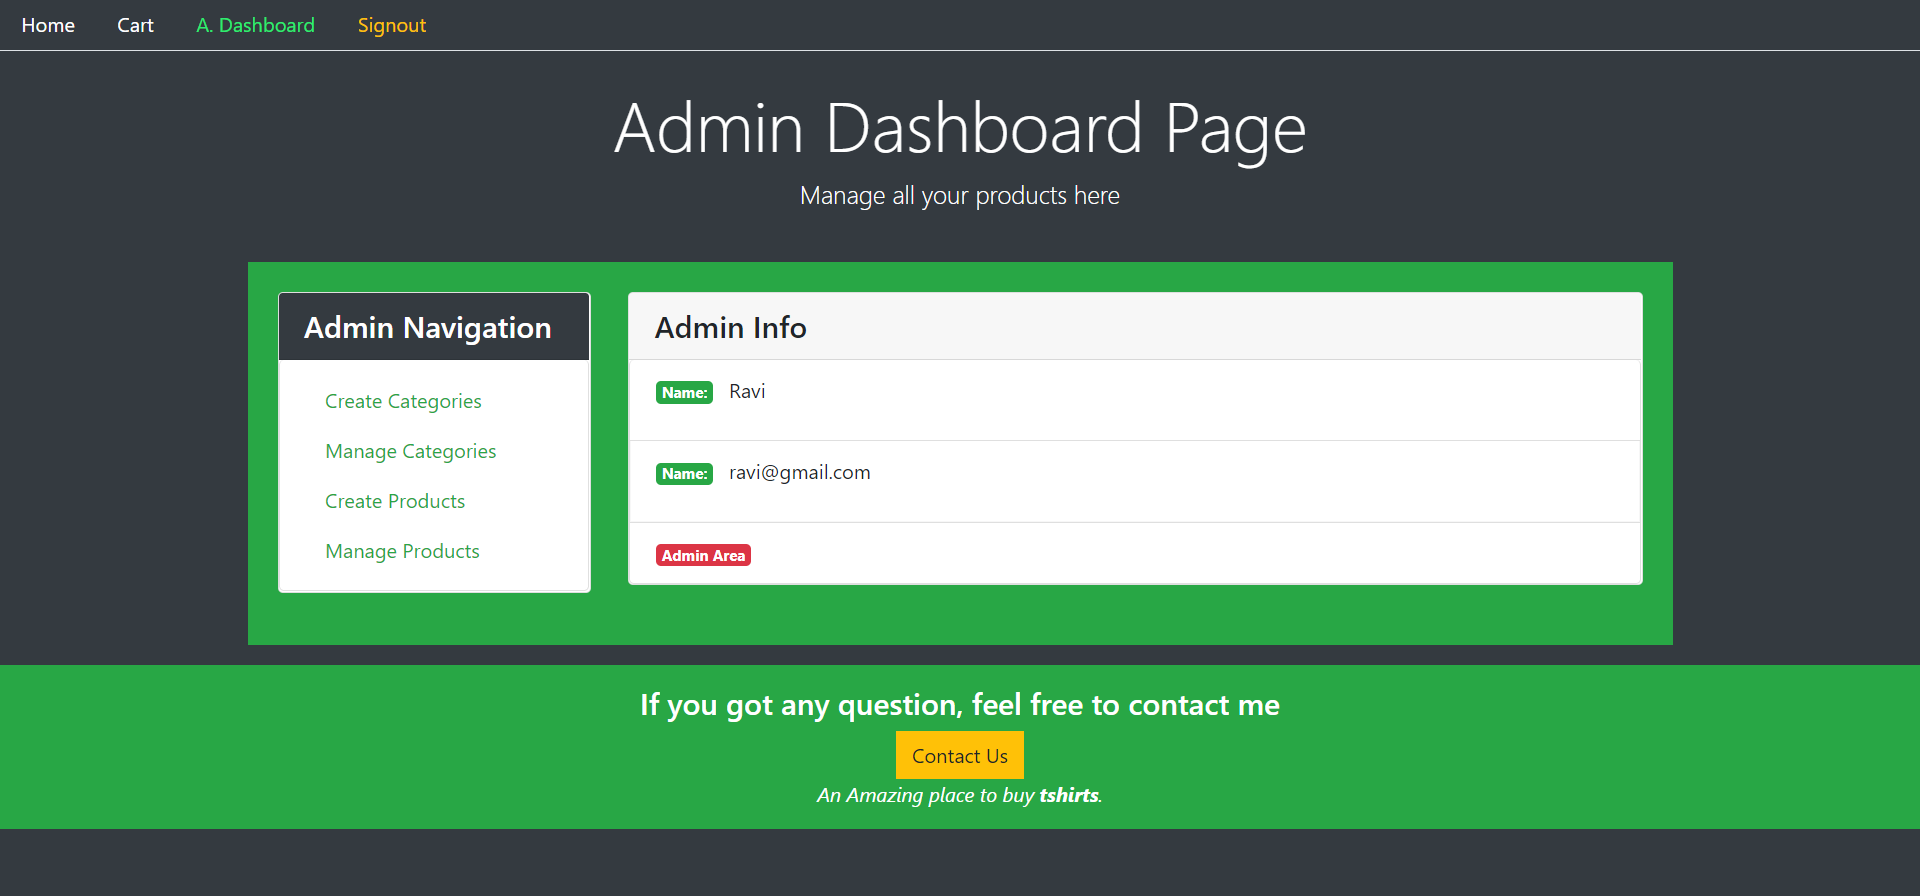 Home Cart A. Dashboard Signout
Admin Dashboard Page
Manage all your products here
Admin Navigation
Create Categories
Manage Categories
Create Products
Manage Products
Admin Info
Name: Ravi
Name: ravi@gmail.com
Admin Area
If you got any question, feel free to contact me
Contact Us
An Amazing place to buy tshirts.